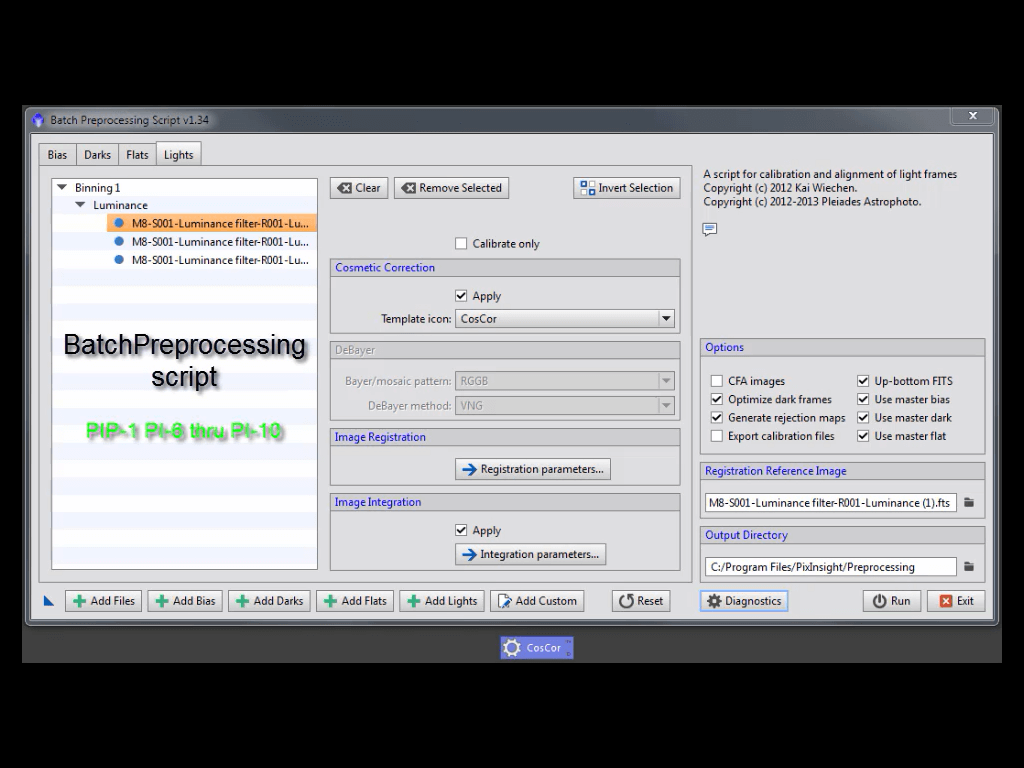 Batch Preprocessing Script v1.34
x
Bias
Darks
Flats
Lights
Binning 1
Luminance
M8-S001-Luminance filter-R001-Lu...
M8-S001-Luminance filter-R001-Lu...
M8-S001-Luminance filter-R001-Lu...
BatchPreprocessing
script
PIP-1 PI-8 thru PI-10
Clear
Remove Selected
Invert Selection
Calibrate only
Cosmetic Correction
Apply
Template icon: CosCor
DeBayer
Bayer/mosaic pattern: RGGB
DeBayer method: VNG
Image Registration
Registration parameters...
Image Integration
Apply
Integration parameters...
A script for calibration and alignment of light frames
Copyright (c) 2012 Kai Wiechen.
Copyright (c) 2012-2013 Pleiades Astrophoto.
Options
CFA images
Up-bottom FITS
Optimize dark frames
Use master bias
Generate rejection maps
Use master dark
Export calibration files
Use master flat
Registration Reference Image
M8-S001-Luminance filter-R001-Luminance (1).fts
Output Directory
C:/Program Files/PixInsight/Preprocessing
Add Files
Add Bias
Add Darks
Add Flats
Add Lights
Add Custom
Reset
Diagnostics
Run
Exit
CosCor